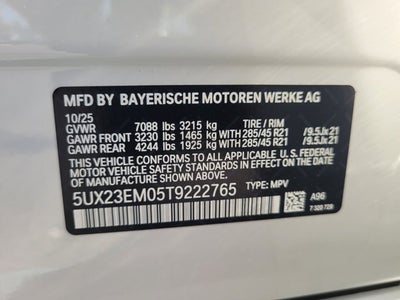 MFD BY BAYERISCHE MOTOREN WERKE AG
10/25
GVWR 7088 lbs 3215 kg TIRE / RIM
GAWR FRONT 3230 lbs 1465 kg WITH 285/45 R21 / 9.5Jx21
GAWR REAR 4244 lbs 1925 kg WITH 285/45 R21 / 9.5Jx21
THIS VEHICLE CONFORMS TO ALL APPLICABLE U.S. FEDERAL
MOTOR VEHICLE SAFETY STANDARDS IN EFFECT
ON THE DATE OF MANUFACTURE SHOWN ABOVE.
5UX23EM05T9222765 TYPE: MPV
A96